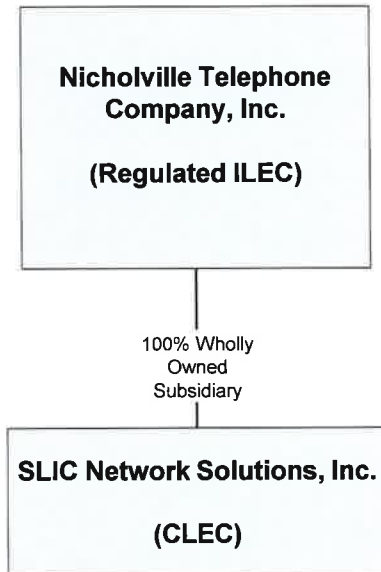 Nicholville Telephone
Company, Inc.
(Regulated ILEC)
100% Wholly
Owned
Subsidiary
SLIC Network Solutions, Inc.
(CLEC)